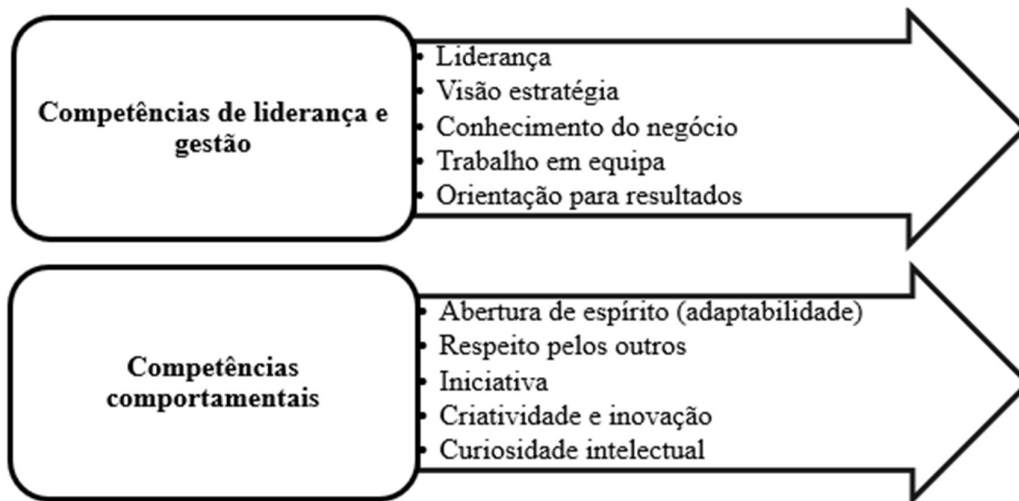 Competências de liderança e
gestão
• Liderança
• Visão estratégia
• Conhecimento do negócio
• Trabalho em equipa
• Orientação para resultados
Competências
comportamentais
• Abertura de espírito (adaptabilidade)
• Respeito pelos outros
• Iniciativa
• Criatividade e inovação
• Curiosidade intelectual